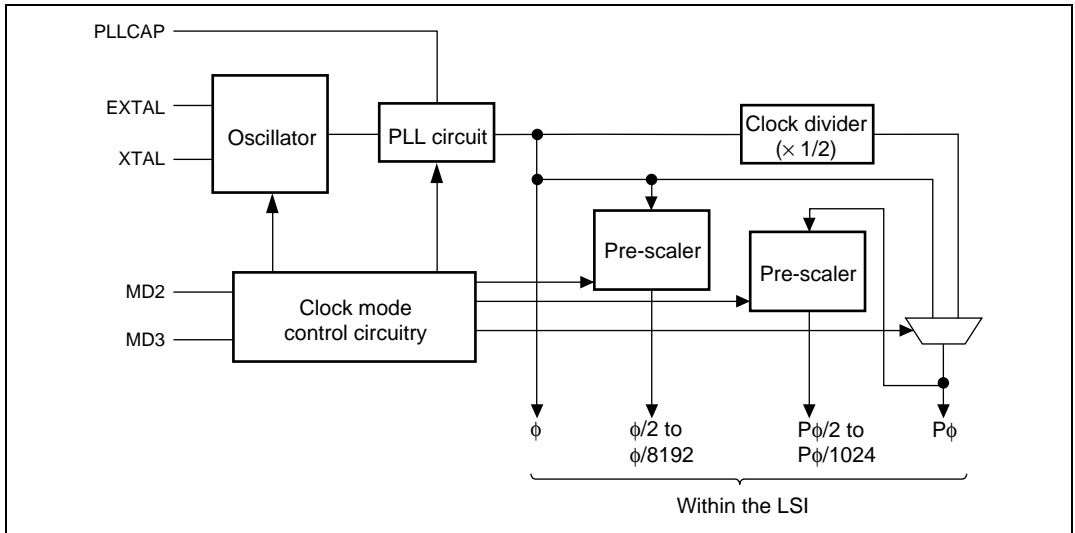 PLLCAP
EXTAL
XTAL
Oscillator
PLL circuit
Clock divider
(× 1/2)
Pre-scaler
Pre-scaler
MD2
MD3
Clock mode
control circuitry
ϕ
ϕ/2 to
ϕ/8192
Pϕ/2 to
Pϕ/1024
Pϕ
Within the LSI